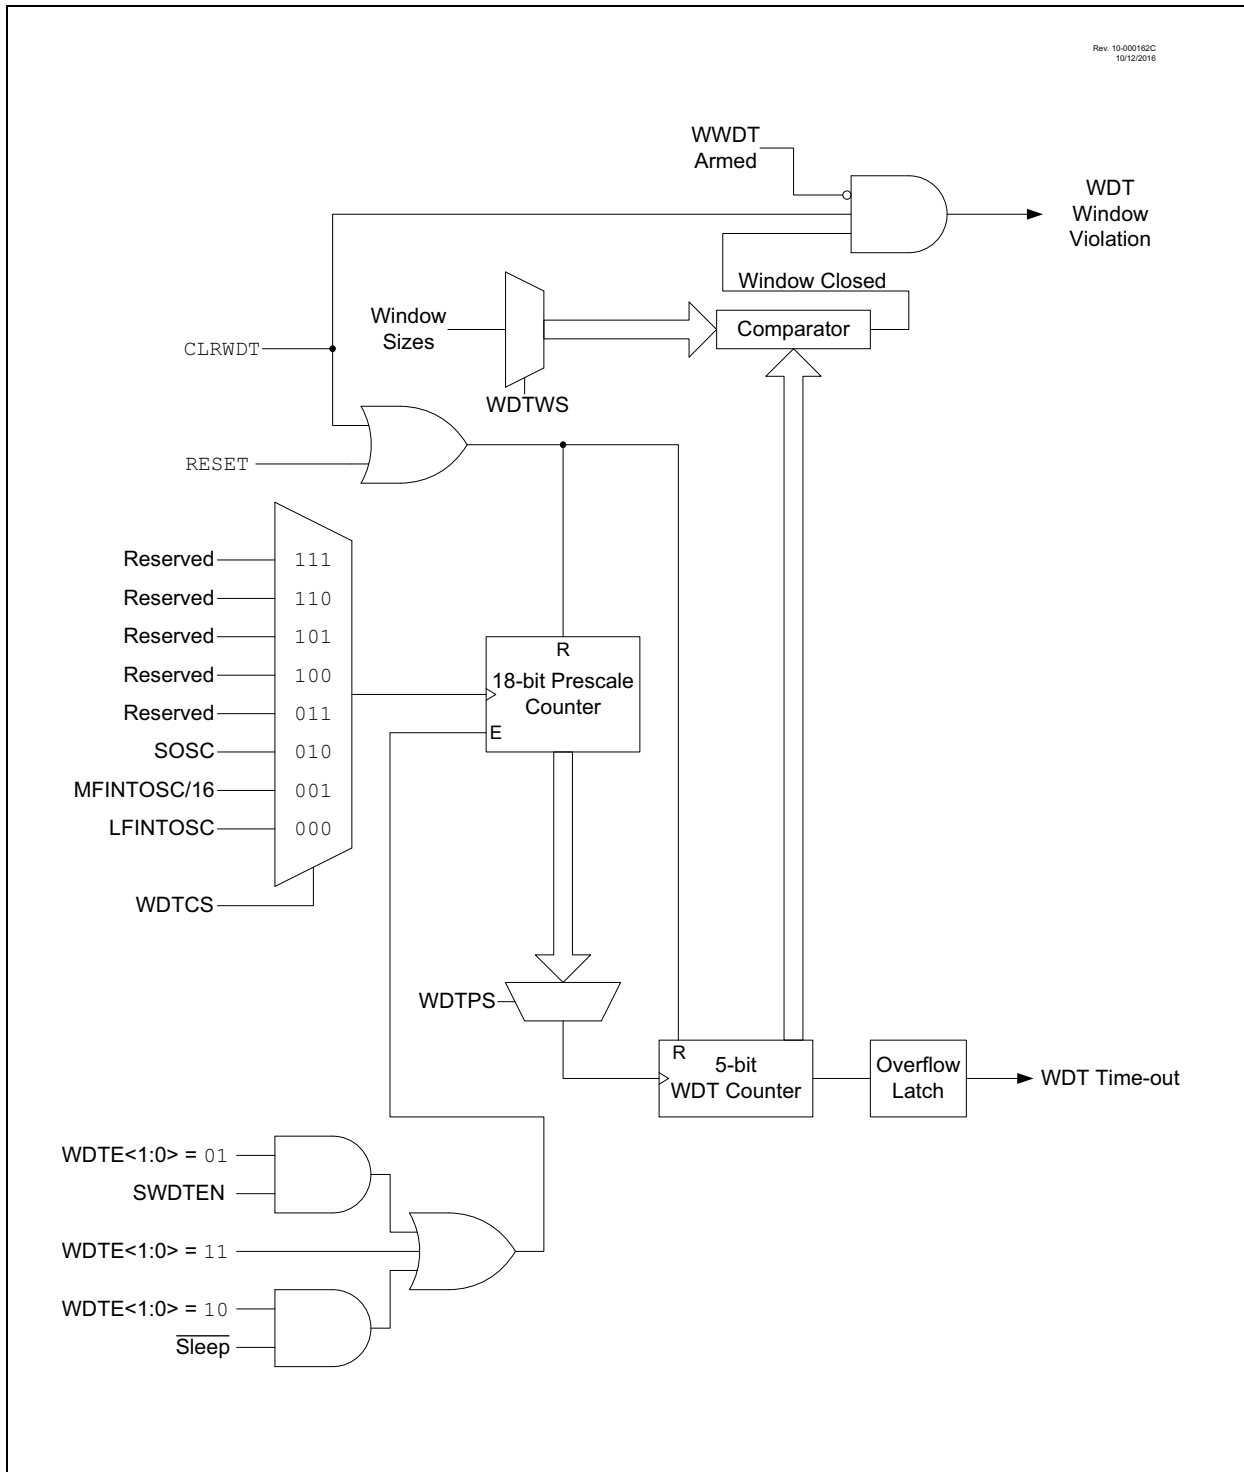 Rev. 10-000162C
10/12/2016
WWDT
Armed
WDT
Window
Violation
Window Closed
Window
Sizes
Comparator
CLRWDT
WDTWS
RESET
Reserved 111
Reserved 110
Reserved 101
Reserved 100
Reserved 011
SOSC 010
MFINTOSC/16 001
LFINTOSC 000
WDTCS
R
18-bit Prescale
Counter
E
WDTPS
R
5-bit
WDT Counter
Overflow
Latch
WDT Time-out
WDTE<1:0> = 01
SWDTEN
WDTE<1:0> = 11
WDTE<1:0> = 10
Sleep